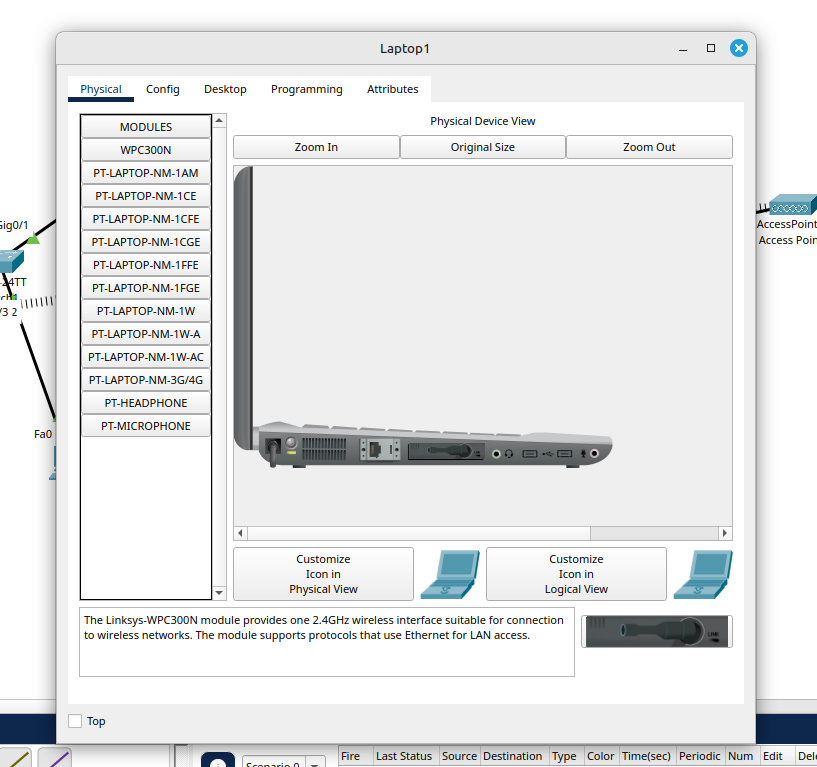 Laptop1
Physical
Config
Desktop
Programming
Attributes
MODULES
WPC300N
PT-LAPTOP-NM-1AM
PT-LAPTOP-NM-1CE
PT-LAPTOP-NM-1CFE
PT-LAPTOP-NM-1CGE
PT-LAPTOP-NM-1FFE
PT-LAPTOP-NM-1FGE
PT-LAPTOP-NM-1W
PT-LAPTOP-NM-1W-A
PT-LAPTOP-NM-1W-AC
PT-LAPTOP-NM-3G/4G
PT-HEADPHONE
PT-MICROPHONE
Physical Device View
Zoom In
Original Size
Zoom Out
Customize
Icon in
Physical View
Customize
Icon in
Logical View
The Linksys-WPC300N module provides one 2.4GHz wireless interface suitable for connection
to wireless networks. The module supports protocols that use Ethernet for LAN access.
LINK
Top
Gig0/1
24TT
/3 2
Fa0
AccessPoint
Access Poin
Scenario 0
Fire
Last Status
Source
Destination
Type
Color
Time(sec)
Periodic
Num
Edit
Dele